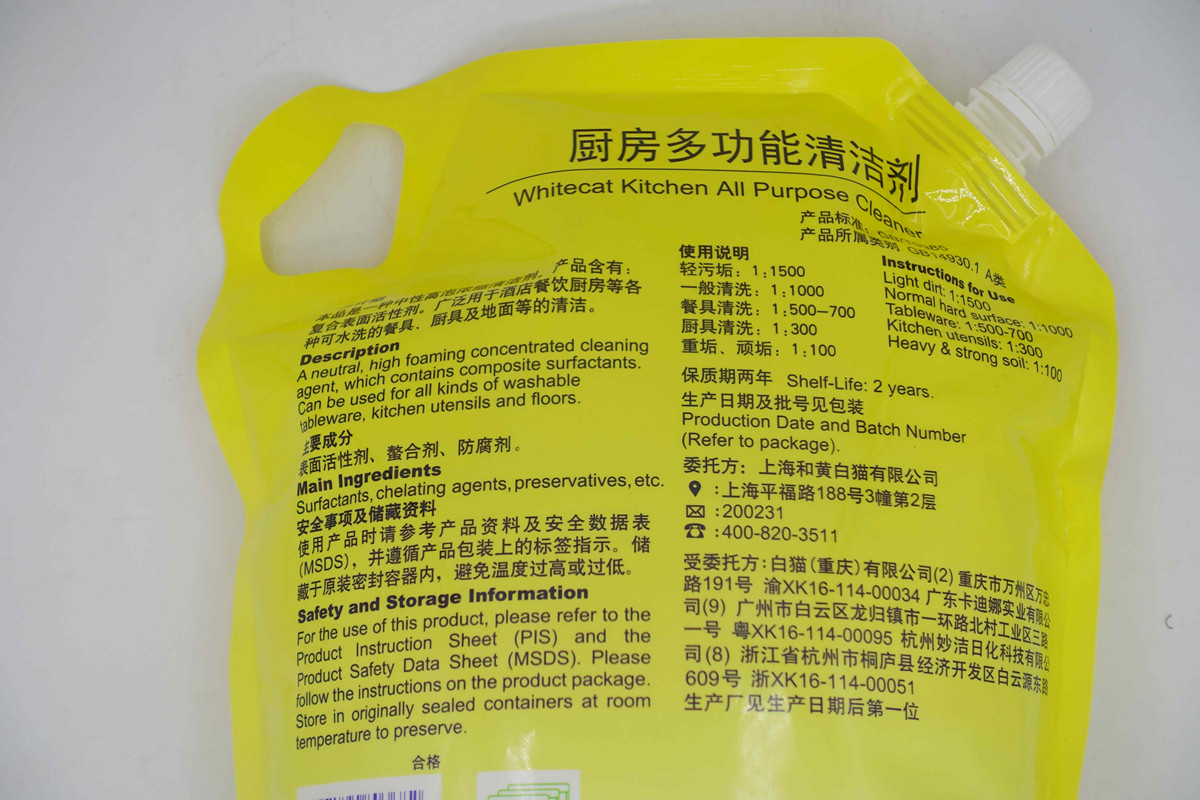 厨房多功能清洁剂
Whitecat Kitchen All Purpose Cleaner
产品标准:
产品所属类别 GB14930.1 A类
本品是一种中性高泡浓缩清洁剂。产品含有:
复合表面活性剂。广泛用于酒店餐饮厨房等各
种可水洗的餐具、厨具及地面等的清洁。
Description
A neutral, high foaming concentrated cleaning
agent, which contains composite surfactants.
Can be used for all kinds of washable
tableware, kitchen utensils and floors.
主要成分
表面活性剂、螯合剂、防腐剂。
Main Ingredients
Surfactants, chelating agents, preservatives, etc.
安全事项及储藏资料
使用产品时请参考产品资料及安全数据表
(MSDS),并遵循产品包装上的标签指示。储
藏于原装密封容器内,避免温度过高或过低。
Safety and Storage Information
For the use of this product, please refer to the
Product Instruction Sheet (PIS) and the
Product Safety Data Sheet (MSDS). Please
follow the instructions on the product package.
Store in originally sealed containers at room
temperature to preserve.
合格
使用说明
轻污垢:1:1500
一般清洗:1:1000
餐具清洗:1:500–700
厨具清洗:1:300
重垢、顽垢:1:100
Instructions for Use
Light dirt: 1:1500
Normal hard surface: 1:1000
Tableware: 1:500-700
Kitchen utensils: 1:300
Heavy & strong soil: 1:100
保质期两年 Shelf-Life: 2 years.
生产日期及批号见包装
Production Date and Batch Number
(Refer to package).
委托方:上海和黄白猫有限公司
:上海平福路188号3幢第2层
:200231
:400-820-3511
受委托方:白猫(重庆)有限公司(2) 重庆市万州区万忠
路191号 渝XK16-114-00034 广东卡迪娜实业有限公
司(9) 广州市白云区龙归镇市一环路北村工业区三路
一号 粤XK16-114-00095 杭州妙洁日化科技有限公
司(8) 浙江省杭州市桐庐县经济开发区白云源东路
609号 浙XK16-114-00051
生产厂见生产日期后第一位